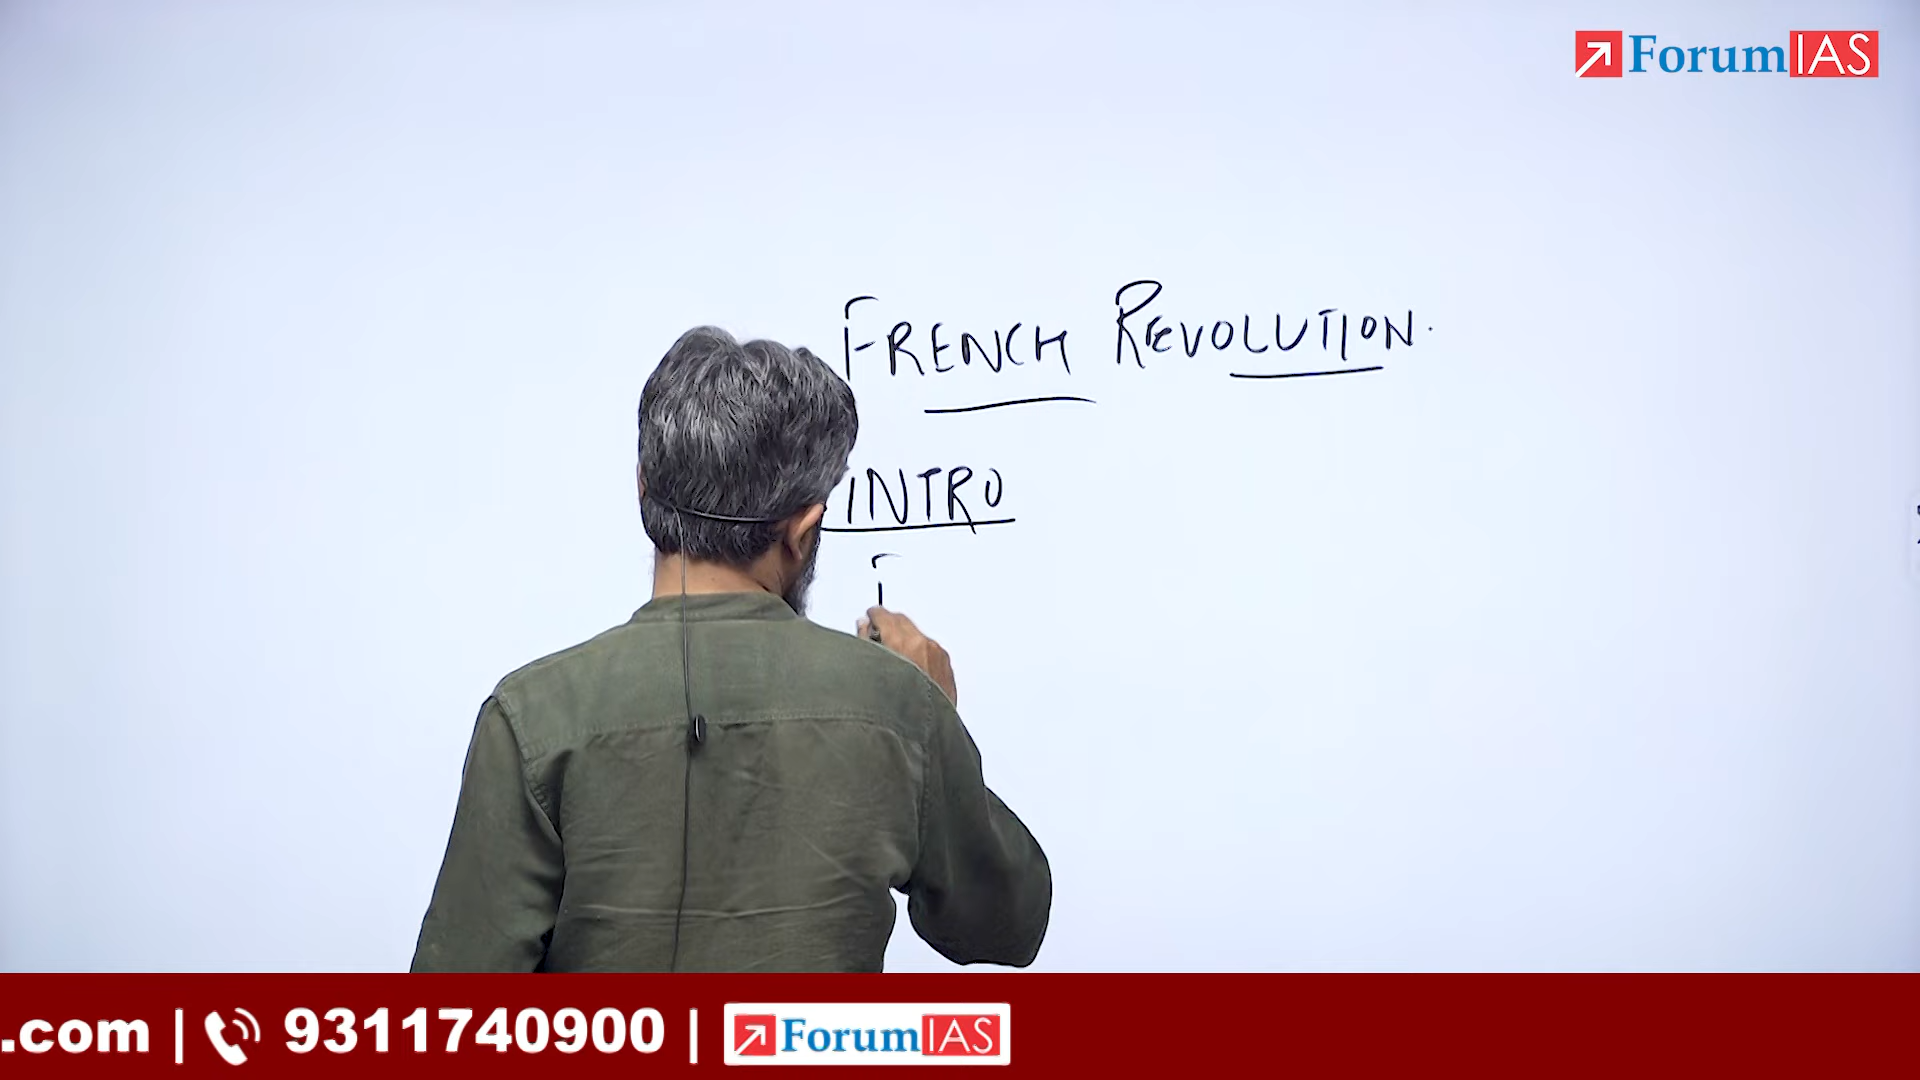 ForumIAS
FRENCH REVOLUTION.
INTRO
.com | 9311740900 | ForumIAS